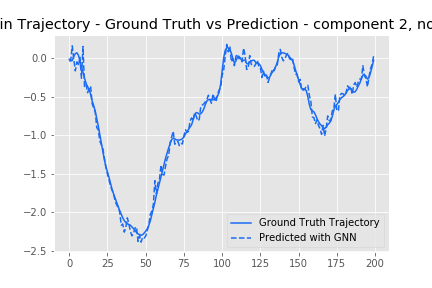 in Trajectory - Ground Truth vs Prediction - component 2, no
0.0
−0.5
−1.0
−1.5
−2.0
−2.5
0 25 50 75 100 125 150 175 200
Ground Truth Trajectory
Predicted with GNN